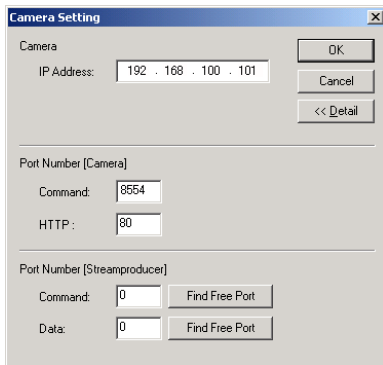 Camera Setting
Camera
OK
IP Address: 192 . 168 . 100 . 101
Cancel
<< Detail
Port Number [Camera]
Command: 8554
HTTP : 80
Port Number [Streamproducer]
Command: 0 Find Free Port
Data: 0 Find Free Port